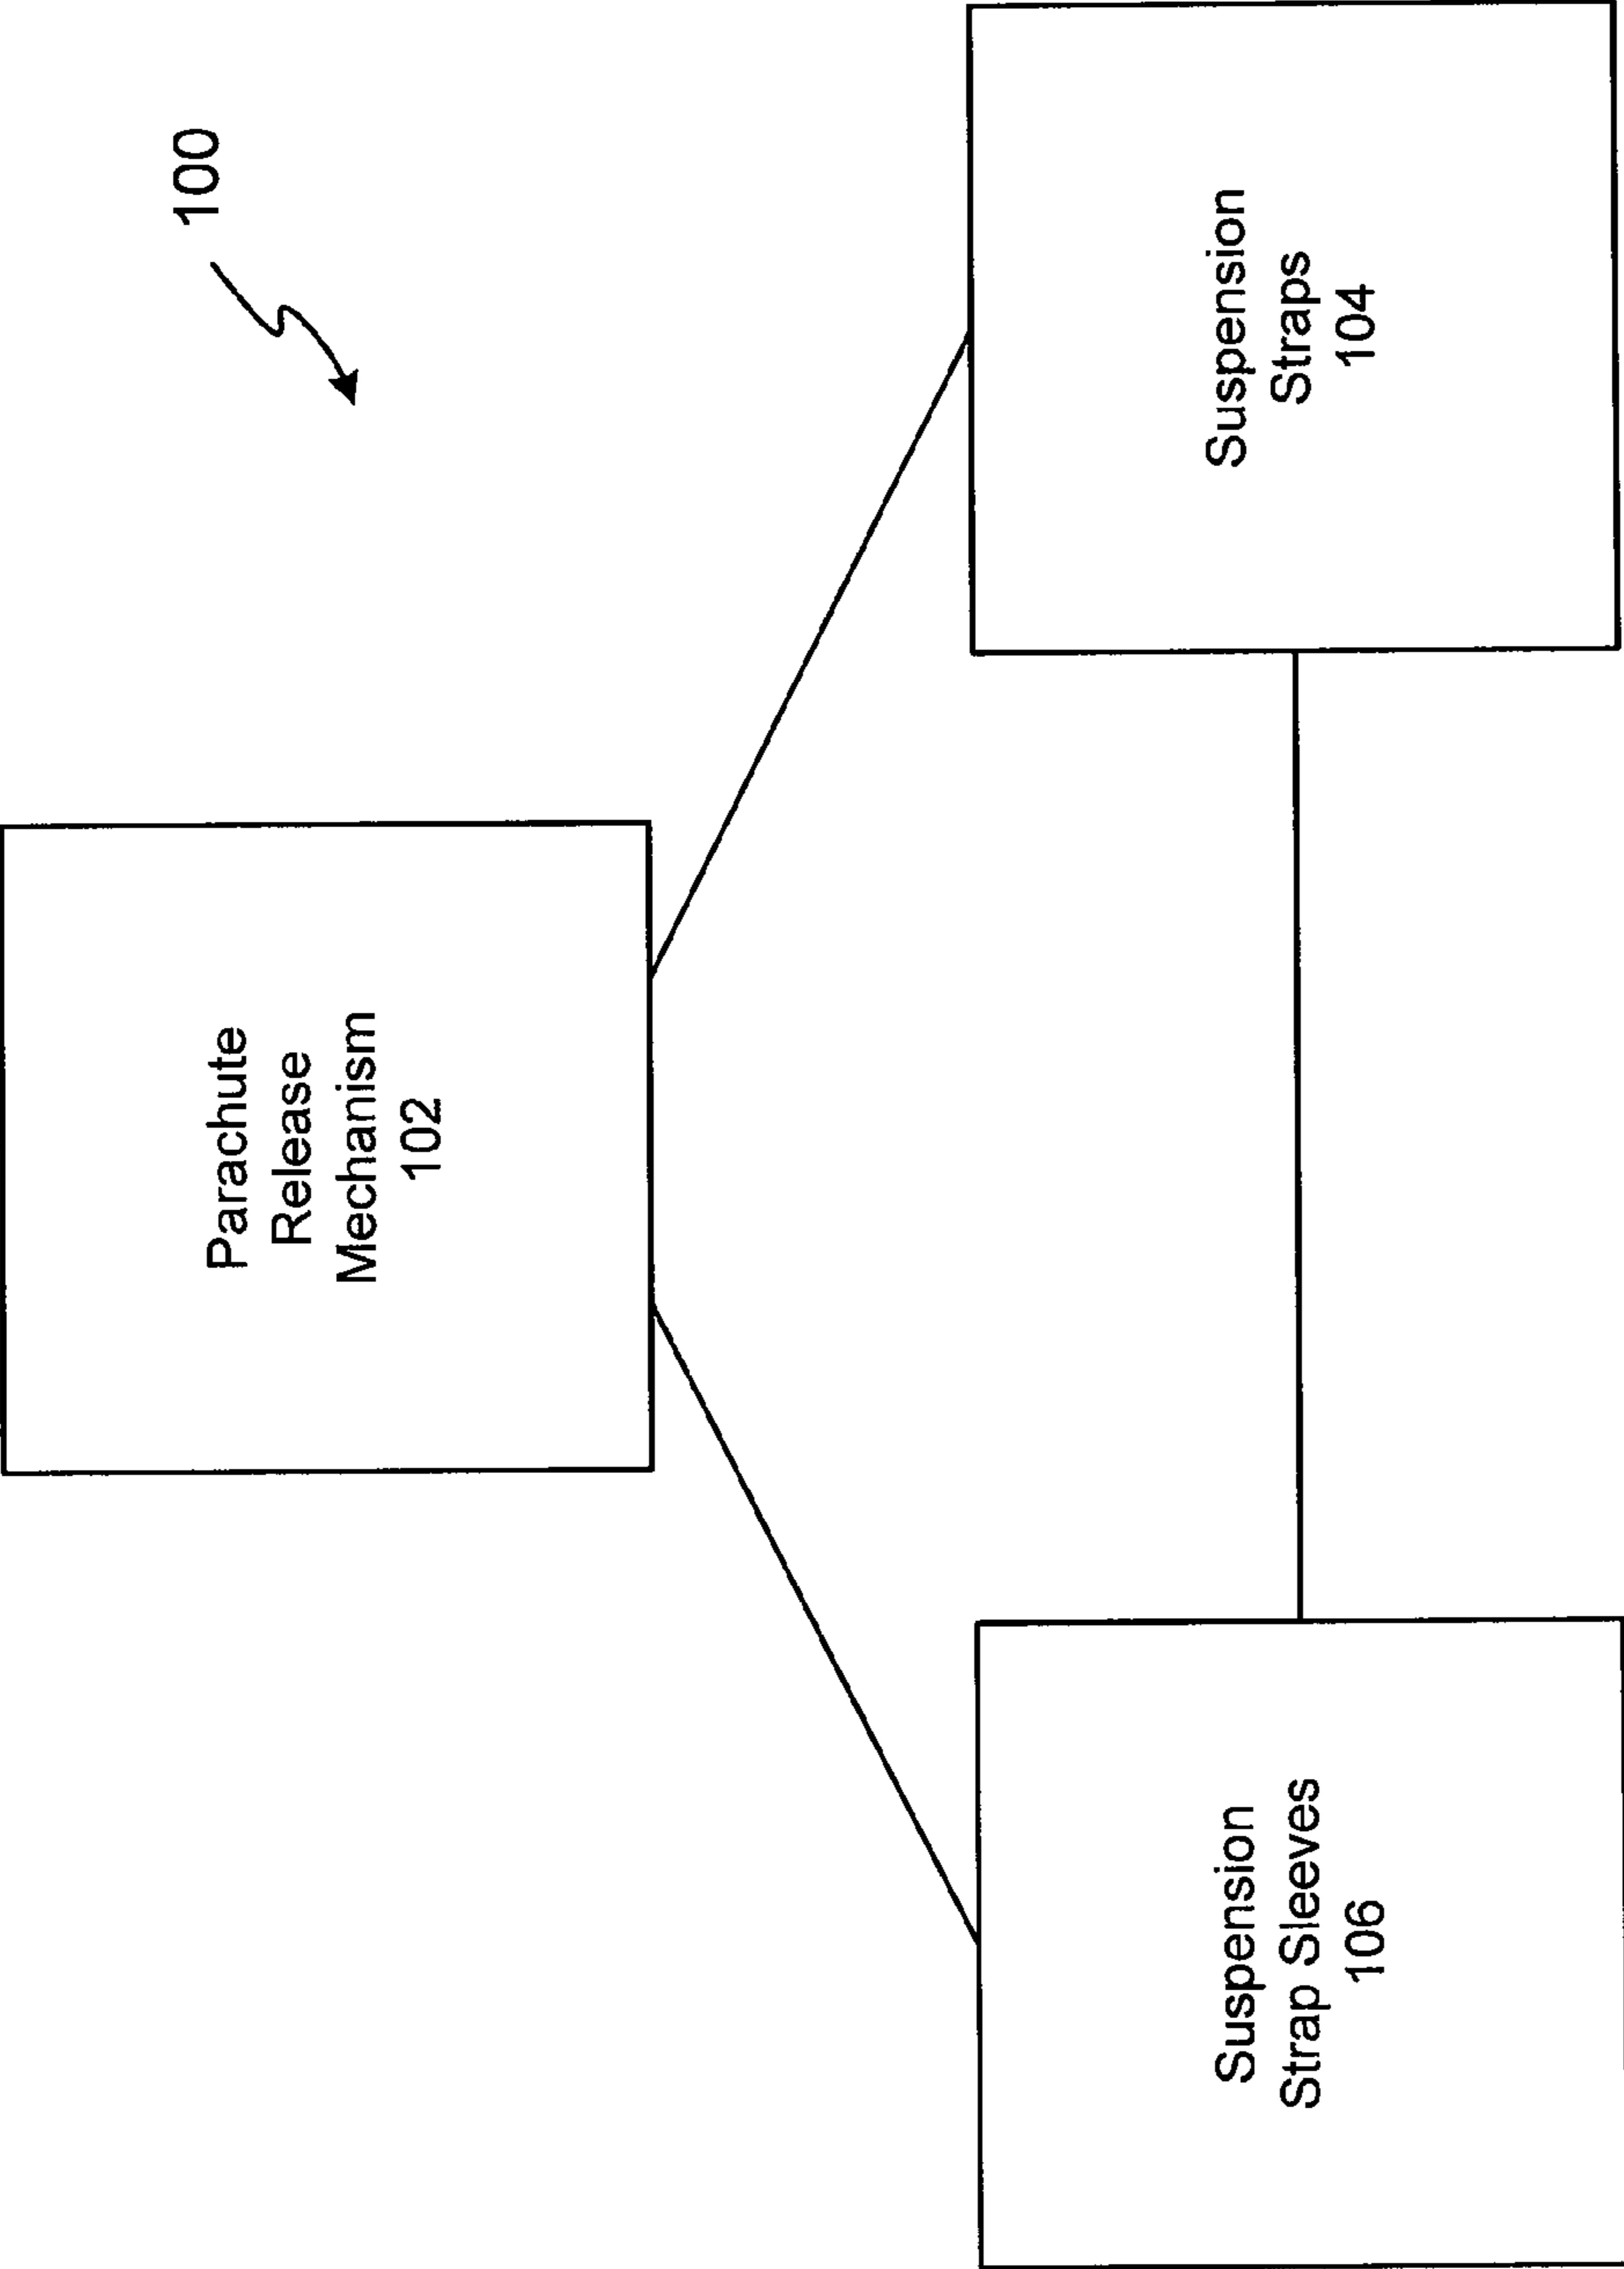 100
Parachute
Release
Mechanism
102
Suspension
Strap Sleeves
106
Suspension
Straps
104